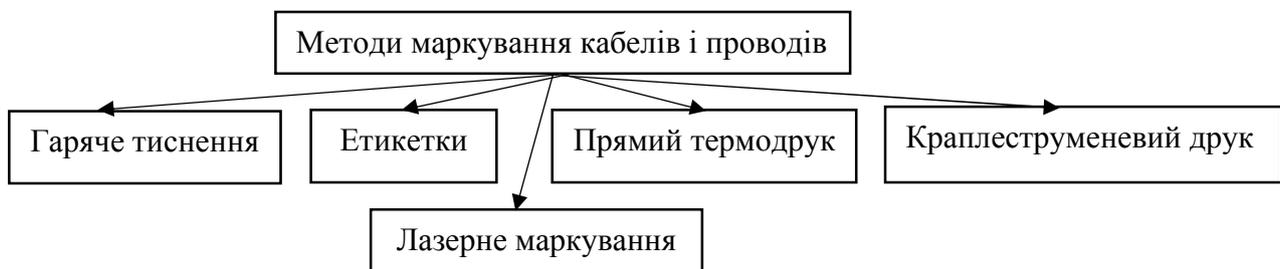 Методи маркування кабелів і проводів
Гаряче тиснення
Етикетки
Прямий термодрук
Краплеструменевий друк
Лазерне маркування